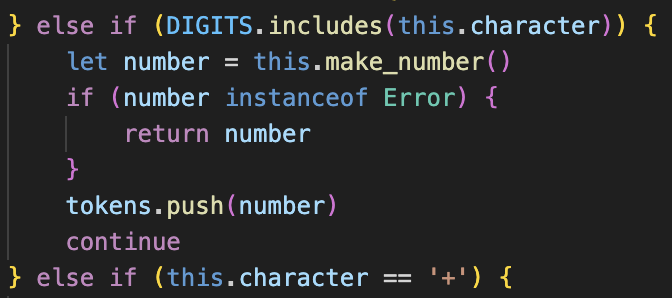 } else if (DIGITS.includes(this.character)) {
    let number = this.make_number()
    if (number instanceof Error) {
        return number
    }
    tokens.push(number)
    continue
} else if (this.character == '+') {